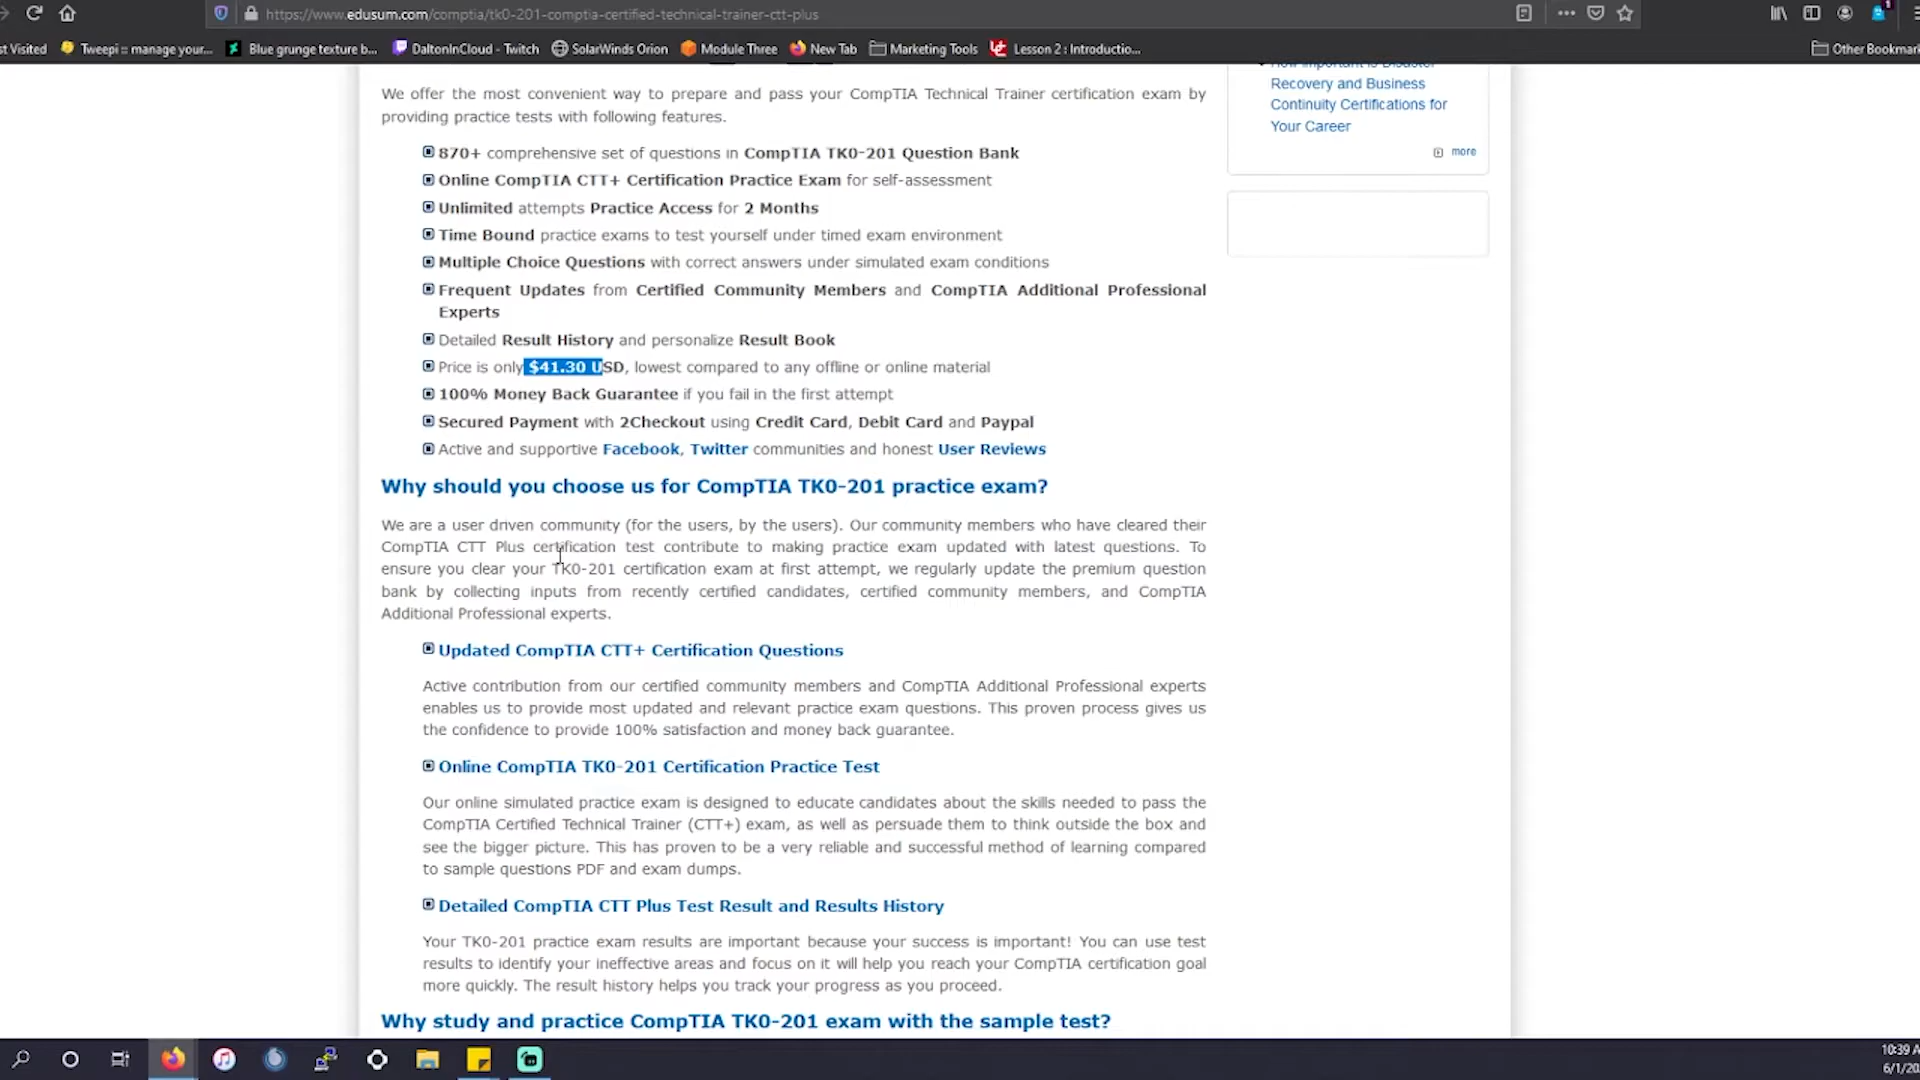 https://www.edusum.com/comptia/tk0-201-comptia-certified-technical-trainer-ctt-plus
st Visited
Tweepi :: manage your...
Blue grunge texture b...
DaltonInCloud - Twitch
SolarWinds Orion
Module Three
New Tab
Marketing Tools
Lesson 2 : Introductio...
Other Bookmark
How Important is Disaster
Recovery and Business
Continuity Certifications for
Your Career
more
We offer the most convenient way to prepare and pass your CompTIA Technical Trainer certification exam by
providing practice tests with following features.
870+ comprehensive set of questions in CompTIA TK0-201 Question Bank
Online CompTIA CTT+ Certification Practice Exam for self-assessment
Unlimited attempts Practice Access for 2 Months
Time Bound practice exams to test yourself under timed exam environment
Multiple Choice Questions with correct answers under simulated exam conditions
Frequent Updates from Certified Community Members and CompTIA Additional Professional
Experts
Detailed Result History and personalize Result Book
Price is only $41.30 USD, lowest compared to any offline or online material
100% Money Back Guarantee if you fail in the first attempt
Secured Payment with 2Checkout using Credit Card, Debit Card and Paypal
Active and supportive Facebook, Twitter communities and honest User Reviews
Why should you choose us for CompTIA TK0-201 practice exam?
We are a user driven community (for the users, by the users). Our community members who have cleared their
CompTIA CTT Plus certification test contribute to making practice exam updated with latest questions. To
ensure you clear your TK0-201 certification exam at first attempt, we regularly update the premium question
bank by collecting inputs from recently certified candidates, certified community members, and CompTIA
Additional Professional experts.
Updated CompTIA CTT+ Certification Questions
Active contribution from our certified community members and CompTIA Additional Professional experts
enables us to provide most updated and relevant practice exam questions. This proven process gives us
the confidence to provide 100% satisfaction and money back guarantee.
Online CompTIA TK0-201 Certification Practice Test
Our online simulated practice exam is designed to educate candidates about the skills needed to pass the
CompTIA Certified Technical Trainer (CTT+) exam, as well as persuade them to think outside the box and
see the bigger picture. This has proven to be a very reliable and successful method of learning compared
to sample questions PDF and exam dumps.
Detailed CompTIA CTT Plus Test Result and Results History
Your TK0-201 practice exam results are important because your success is important! You can use test
results to identify your ineffective areas and focus on it will help you reach your CompTIA certification goal
more quickly. The result history helps you track your progress as you proceed.
Why study and practice CompTIA TK0-201 exam with the sample test?
10:39 A
6/1/20